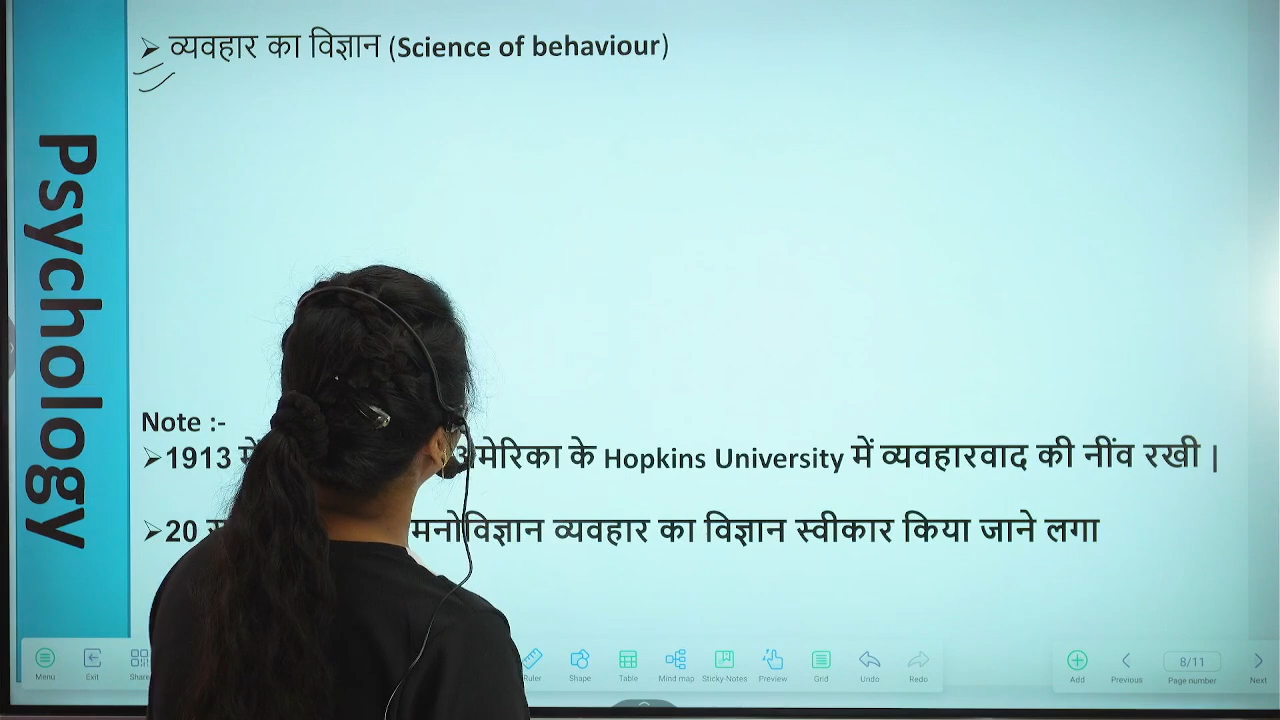 ➢ व्यवहार का विज्ञान (Science of behaviour)
Psychology
Note :-
➢1913 में अमेरिका के Hopkins University में व्यवहारवाद की नींव रखी |
➢20 मनोविज्ञान व्यवहार का विज्ञान स्वीकार किया जाने लगा
Menu Exit Share Ruler Shape Table Mind map Sticky-Notes Preview Grid Undo Redo Add Previous 8/11 Page number Next